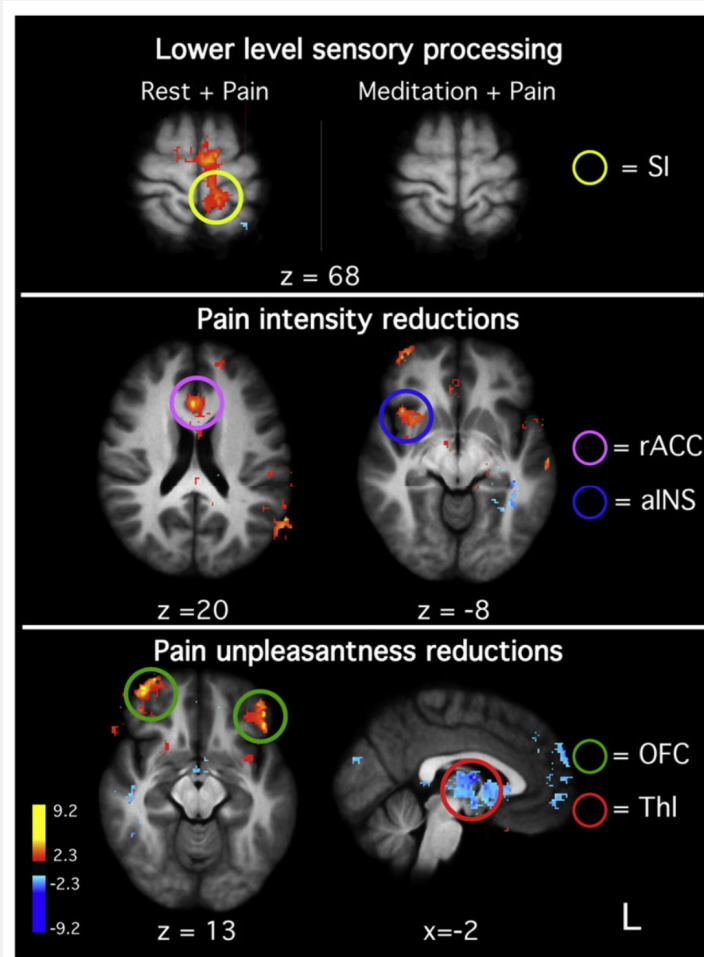 Lower level sensory processing
Rest + Pain
Meditation + Pain
= SI
z = 68
Pain intensity reductions
= rACC
= aINS
z =20
z = -8
Pain unpleasantness reductions
= OFC
= Thl
9.2
2.3
-2.3
-9.2
z = 13
x=-2
L